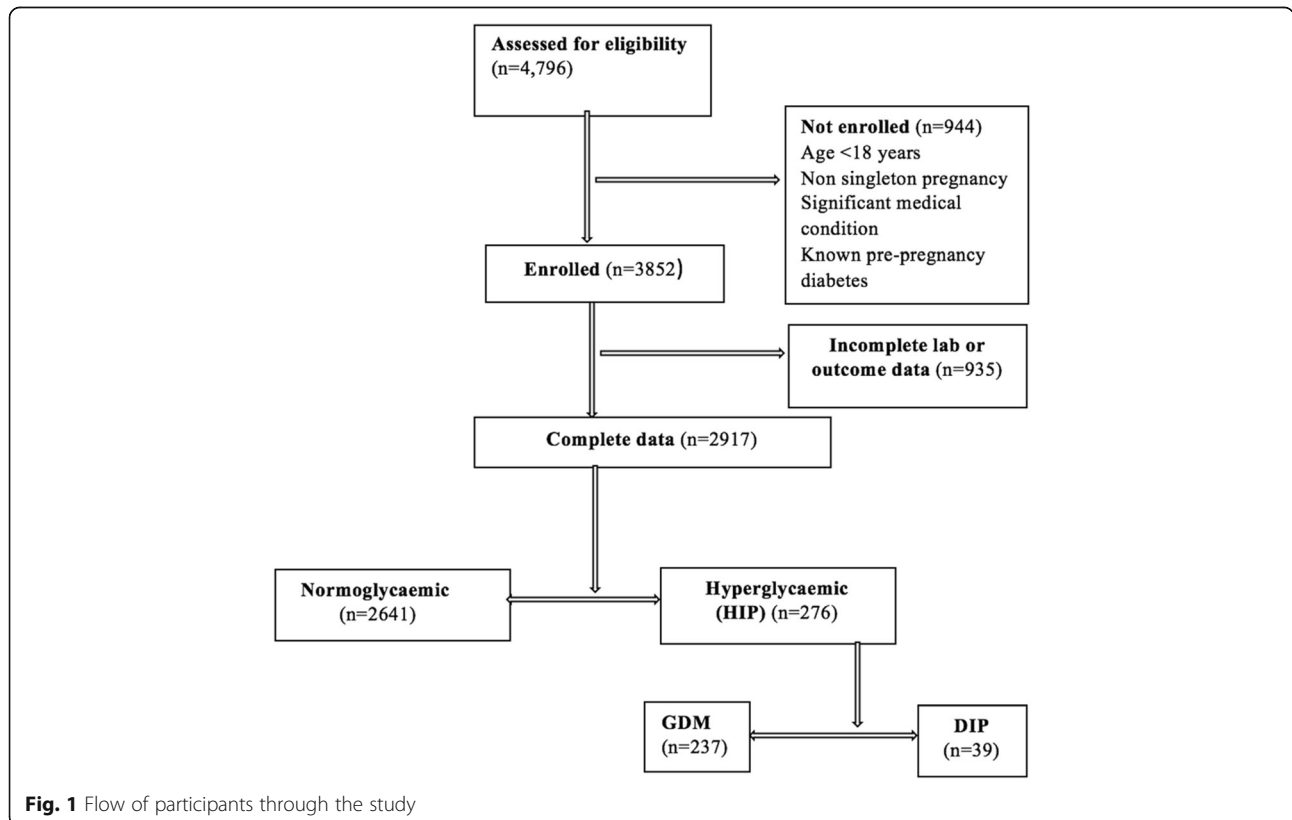 Assessed for eligibility
(n=4,796)
Not enrolled (n=944)
Age <18 years
Non singleton pregnancy
Significant medical
condition
Known pre-pregnancy
diabetes
Enrolled (n=3852)
Incomplete lab or
outcome data (n=935)
Complete data (n=2917)
Normoglycaemic
(n=2641)
Hyperglycaemic
(HIP) (n=276)
GDM
(n=237)
DIP
(n=39)
Fig. 1 Flow of participants through the study